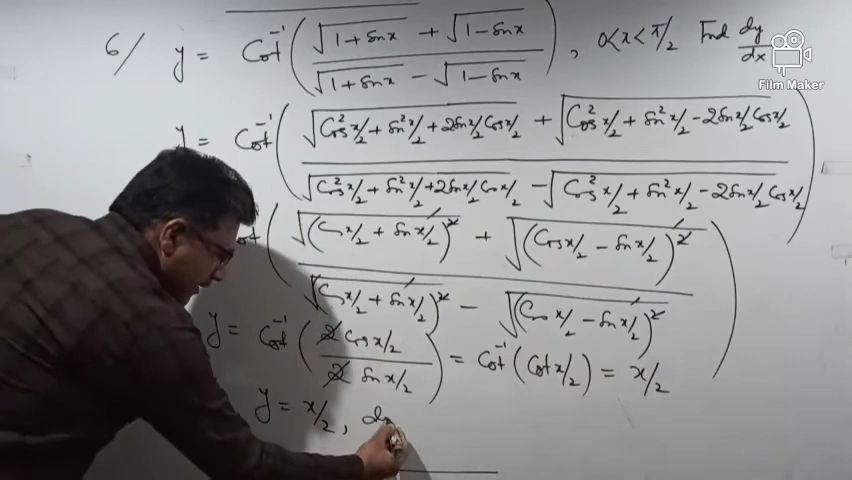 6/ y = Cot⁻¹( (√(1+Sinx) + √(1-Sinx)) / (√(1+Sinx) - √(1-Sinx)) ), 0<x<π/2 Find dy/dx
Film Maker
y = Cot⁻¹( (√(Cos²x/2 + Sin²x/2 + 2Sinx/2 Cosx/2) + √(Cos²x/2 + Sin²x/2 - 2Sinx/2 Cosx/2)) / (√(Cos²x/2 + Sin²x/2 + 2Sinx/2 Cosx/2) - √(Cos²x/2 + Sin²x/2 - 2Sinx/2 Cosx/2)) )
Cot⁻¹( (√(Cosx/2 + Sinx/2)² + √(Cosx/2 - Sinx/2)²) / (√(Cosx/2 + Sinx/2)² - √(Cosx/2 - Sinx/2)²) )
y = Cot⁻¹( 2Cosx/2 / 2Sinx/2 ) = Cot⁻¹(Cotx/2) = x/2
y = x/2,